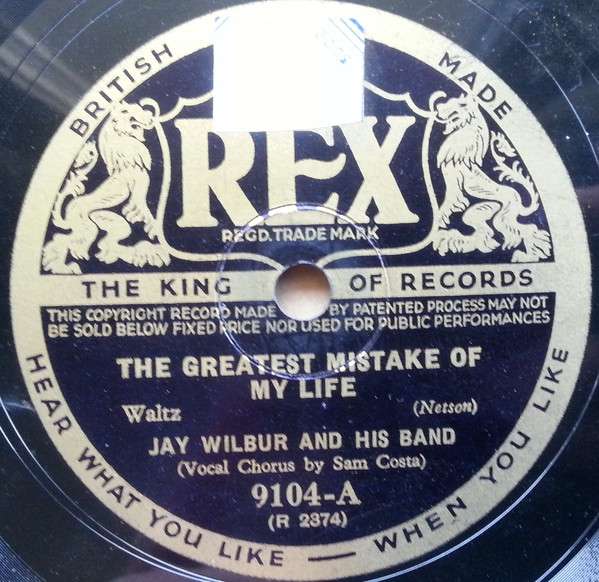 BRITISH MADE
REX
REGD. TRADE MARK
THE KING OF RECORDS
THIS COPYRIGHT RECORD MADE BY PATENTED PROCESS MAY NOT
BE SOLD BELOW FIXED PRICE NOR USED FOR PUBLIC PERFORMANCES
THE GREATEST MISTAKE OF
MY LIFE
Waltz (Netson)
JAY WILBUR AND HIS BAND
(Vocal Chorus by Sam Costa)
9104-A
(R 2374)
HEAR WHAT YOU LIKE — WHEN YOU LIKE